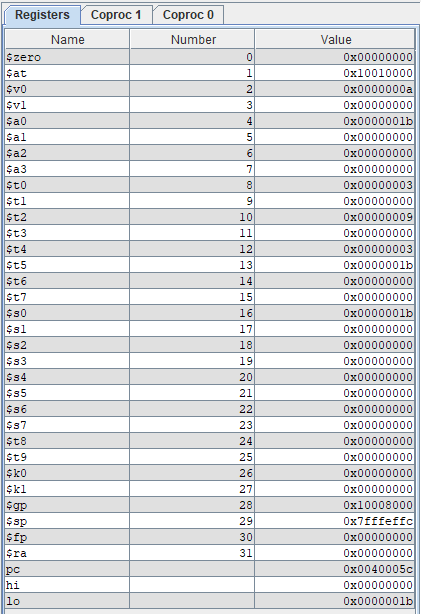 Registers Coproc 1 Coproc 0
Name Number Value
$zero 0 0x00000000
$at 1 0x10010000
$v0 2 0x0000000a
$v1 3 0x00000000
$a0 4 0x0000001b
$a1 5 0x00000000
$a2 6 0x00000000
$a3 7 0x00000000
$t0 8 0x00000003
$t1 9 0x00000000
$t2 10 0x00000009
$t3 11 0x00000000
$t4 12 0x00000003
$t5 13 0x0000001b
$t6 14 0x00000000
$t7 15 0x00000000
$s0 16 0x0000001b
$s1 17 0x00000000
$s2 18 0x00000000
$s3 19 0x00000000
$s4 20 0x00000000
$s5 21 0x00000000
$s6 22 0x00000000
$s7 23 0x00000000
$t8 24 0x00000000
$t9 25 0x00000000
$k0 26 0x00000000
$k1 27 0x00000000
$gp 28 0x10008000
$sp 29 0x7fffeffc
$fp 30 0x00000000
$ra 31 0x00000000
pc 0x0040005c
hi 0x00000000
lo 0x0000001b